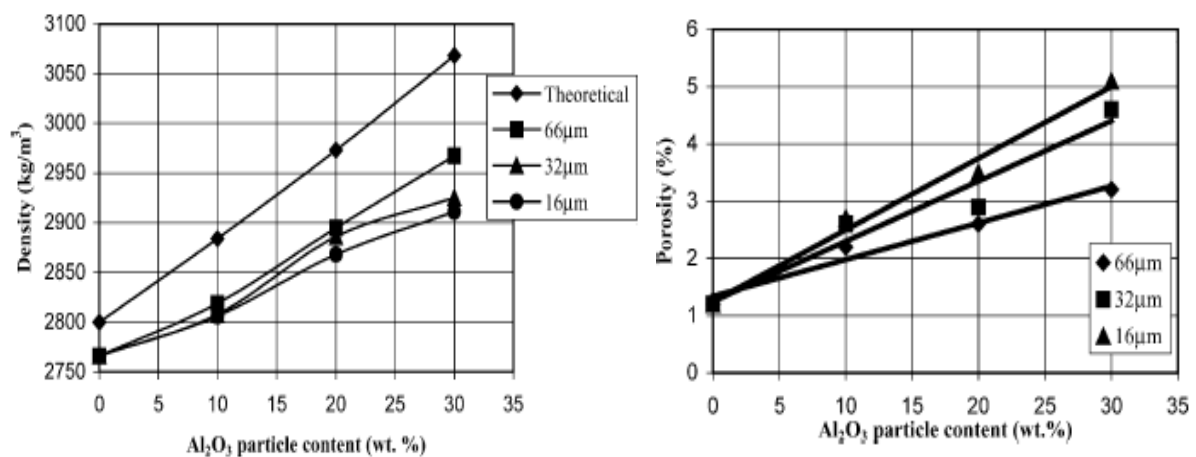 3100
3050
3000
2950
2900
2850
2800
2750
Density (kg/m³)
0 5 10 15 20 25 30 35
Al₂O₃ particle content (wt. %)
Theoretical
66µm
32µm
16µm
6
5
4
3
2
1
0
Porosity (%)
0 5 10 15 20 25 30 35
Al₂O₃ particle content (wt.%)
66µm
32µm
16µm